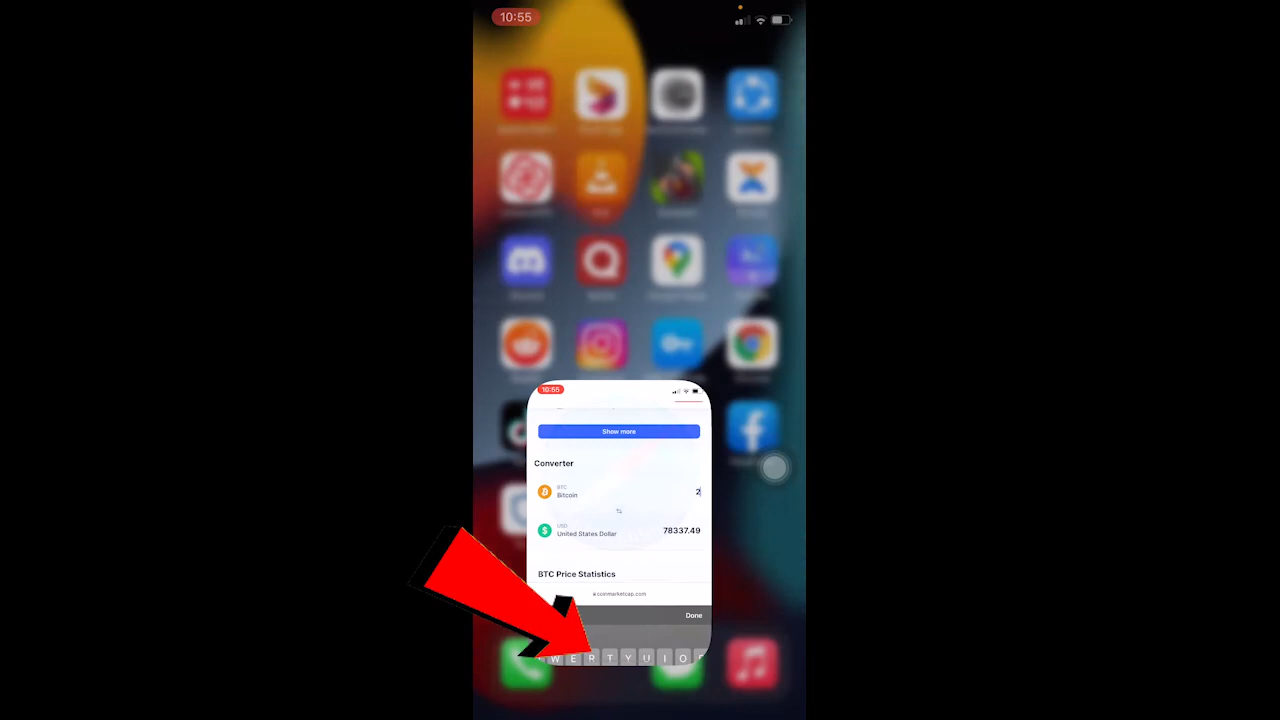 10:55
10:55
Show more
Converter
BTC
Bitcoin
2
USD
United States Dollar
78337.49
BTC Price Statistics
coinmarketcap.com
Done
W E R T Y U I O